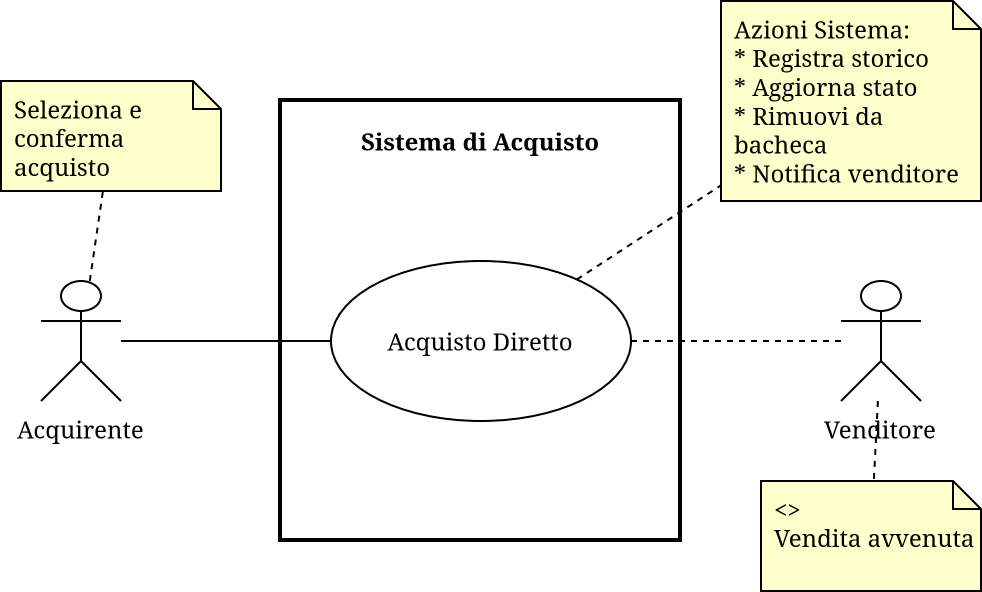 Azioni Sistema:
* Registra storico
* Aggiorna stato
* Rimuovi da
bacheca
* Notifica venditore
Seleziona e
conferma
acquisto
Sistema di Acquisto
Acquisto Diretto
Acquirente
Venditore
<>
Vendita avvenuta